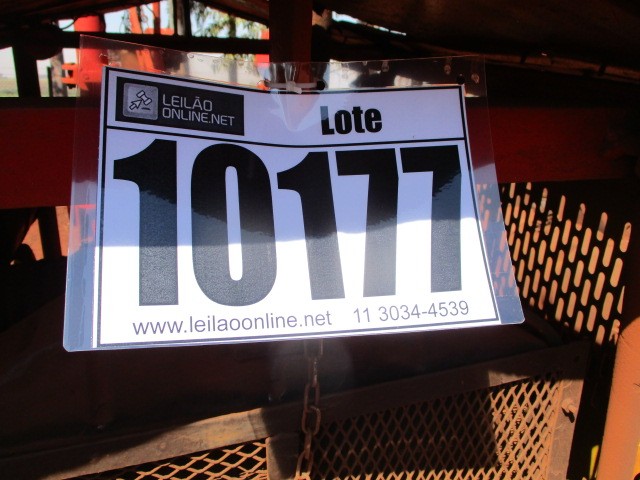 LEILÃO
ONLINE.NET
Lote
10177
www.leilaoonline.net 11 3034-4539